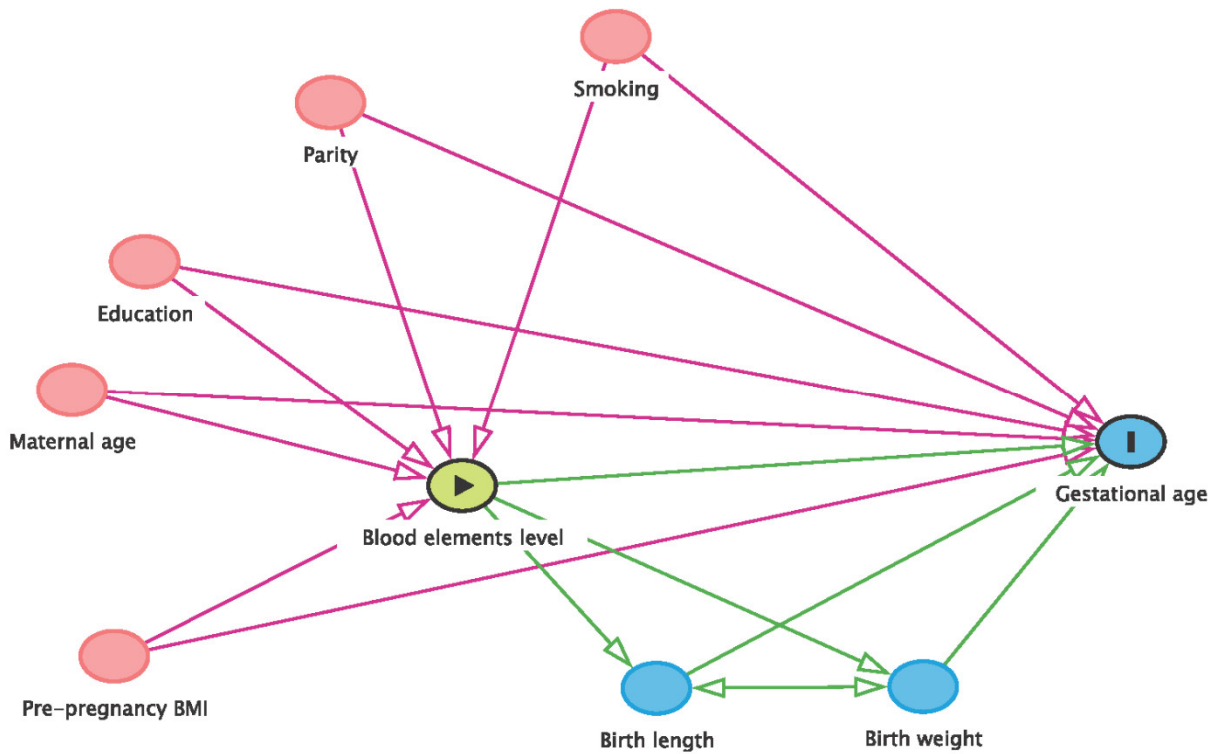 Smoking
Parity
Education
Maternal age
Gestational age
Blood elements level
Pre-pregnancy BMI
Birth length
Birth weight